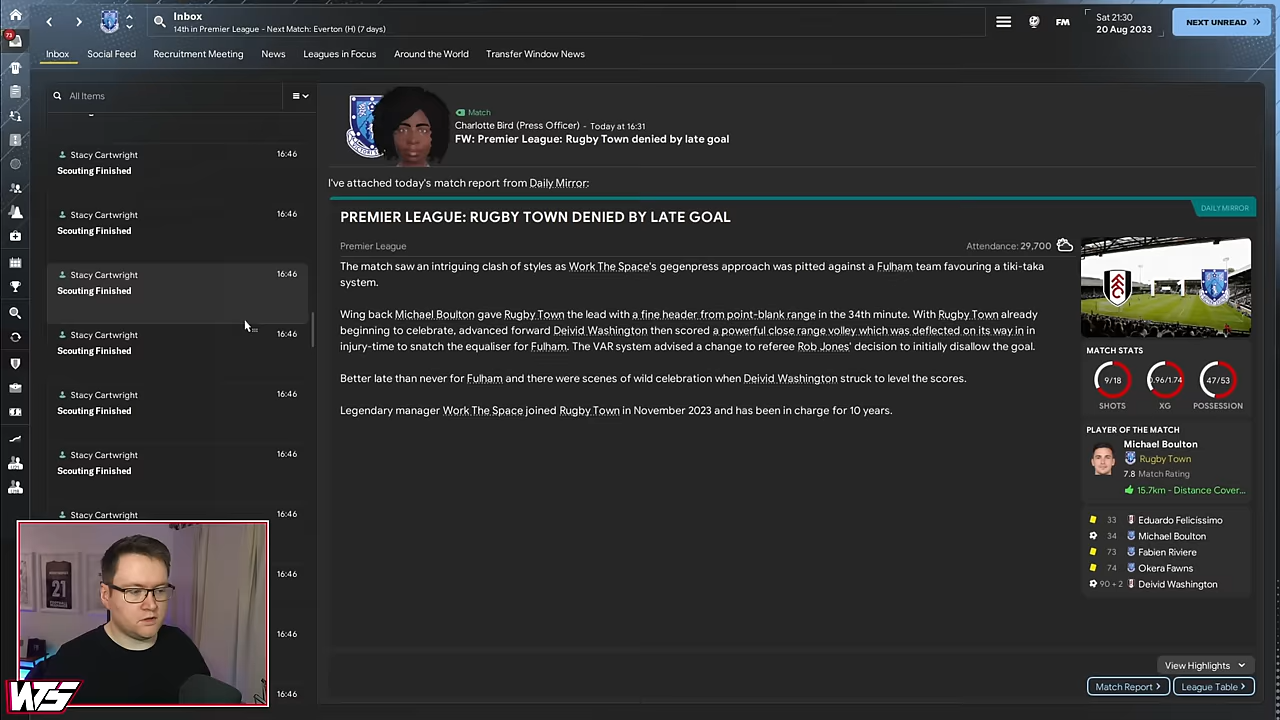 Inbox
14th in Premier League - Next Match: Everton (H) (7 days)
FM
Sat 21:30
20 Aug 2033
NEXT UNREAD
73
Inbox
Social Feed
Recruitment Meeting
News
Leagues in Focus
Around the World
Transfer Window News
All Items
Stacy Cartwright
16:46
Scouting Finished
Stacy Cartwright
16:46
Scouting Finished
Stacy Cartwright
16:46
Scouting Finished
Stacy Cartwright
16:46
Scouting Finished
Stacy Cartwright
16:46
Scouting Finished
Stacy Cartwright
16:46
Scouting Finished
Stacy Cartwright
16:46
16:46
16:46
16:46
Match
Charlotte Bird (Press Officer) - Today at 16:31
FW: Premier League: Rugby Town denied by late goal
I've attached today's match report from Daily Mirror:
DAILY MIRROR
PREMIER LEAGUE: RUGBY TOWN DENIED BY LATE GOAL
Premier League
Attendance: 29,700
The match saw an intriguing clash of styles as Work The Space's gegenpress approach was pitted against a Fulham team favouring a tiki-taka
system.
Wing back Michael Boulton gave Rugby Town the lead with a fine header from point-blank range in the 34th minute. With Rugby Town already
beginning to celebrate, advanced forward Deivid Washington then scored a powerful close range volley which was deflected on its way in in
injury-time to snatch the equaliser for Fulham. The VAR system advised a change to referee Rob Jones' decision to initially disallow the goal.
Better late than never for Fulham and there were scenes of wild celebration when Deivid Washington struck to level the scores.
Legendary manager Work The Space joined Rugby Town in November 2023 and has been in charge for 10 years.
1 - 1
MATCH STATS
9/18
0.96/1.74
47/53
SHOTS
XG
POSSESSION
PLAYER OF THE MATCH
Michael Boulton
Rugby Town
7.8 Match Rating
15.7km - Distance Cover...
33 Eduardo Felicissimo
34 Michael Boulton
73 Fabien Riviere
74 Okera Fawns
90 + 2 Deivid Washington
View Highlights
Match Report
League Table
21
WTS